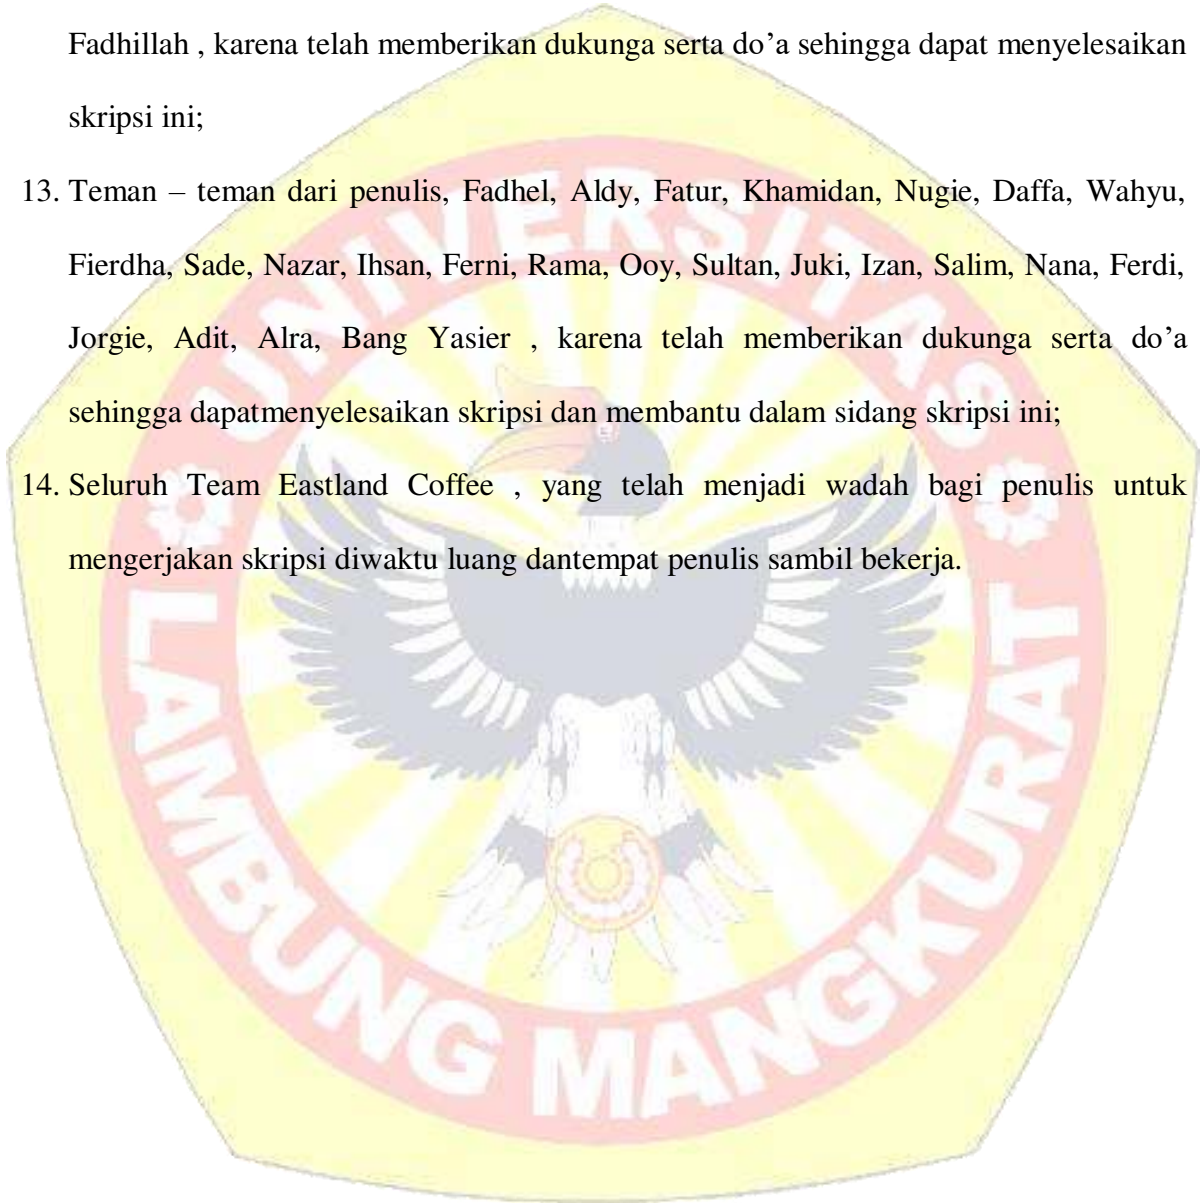 Fadhillah , karena telah memberikan dukunga serta do’a sehingga dapat menyelesaikan
skripsi ini;
13. Teman – teman dari penulis, Fadhel, Aldy, Fatur, Khamidan, Nugie, Daffa, Wahyu,
Fierdha, Sade, Nazar, Ihsan, Ferni, Rama, Ooy, Sultan, Juki, Izan, Salim, Nana, Ferdi,
Jorgie, Adit, Alra, Bang Yasier , karena telah memberikan dukunga serta do’a
sehingga dapatmenyelesaikan skripsi dan membantu dalam sidang skripsi ini;
14. Seluruh Team Eastland Coffee , yang telah menjadi wadah bagi penulis untuk
mengerjakan skripsi diwaktu luang dantempat penulis sambil bekerja.
UNIVERSITAS
LAMBUNG MANGKURAT